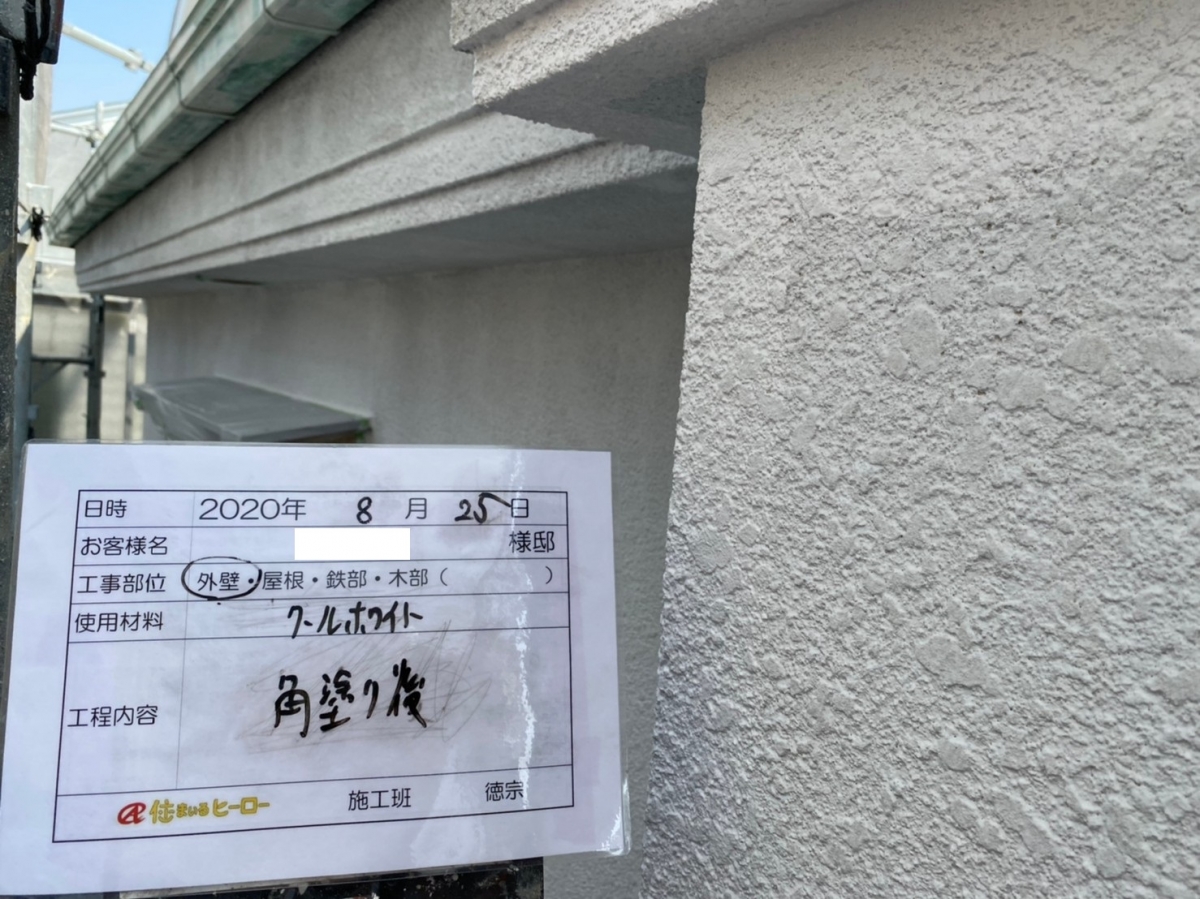 日時 2020年 8 月 25 日
お客様名 様邸
工事部位 外壁・屋根・鉄部・木部（ ）
使用材料 クールホワイト
工程内容 角塗り後
住まいるヒーロー 施工班 徳宗